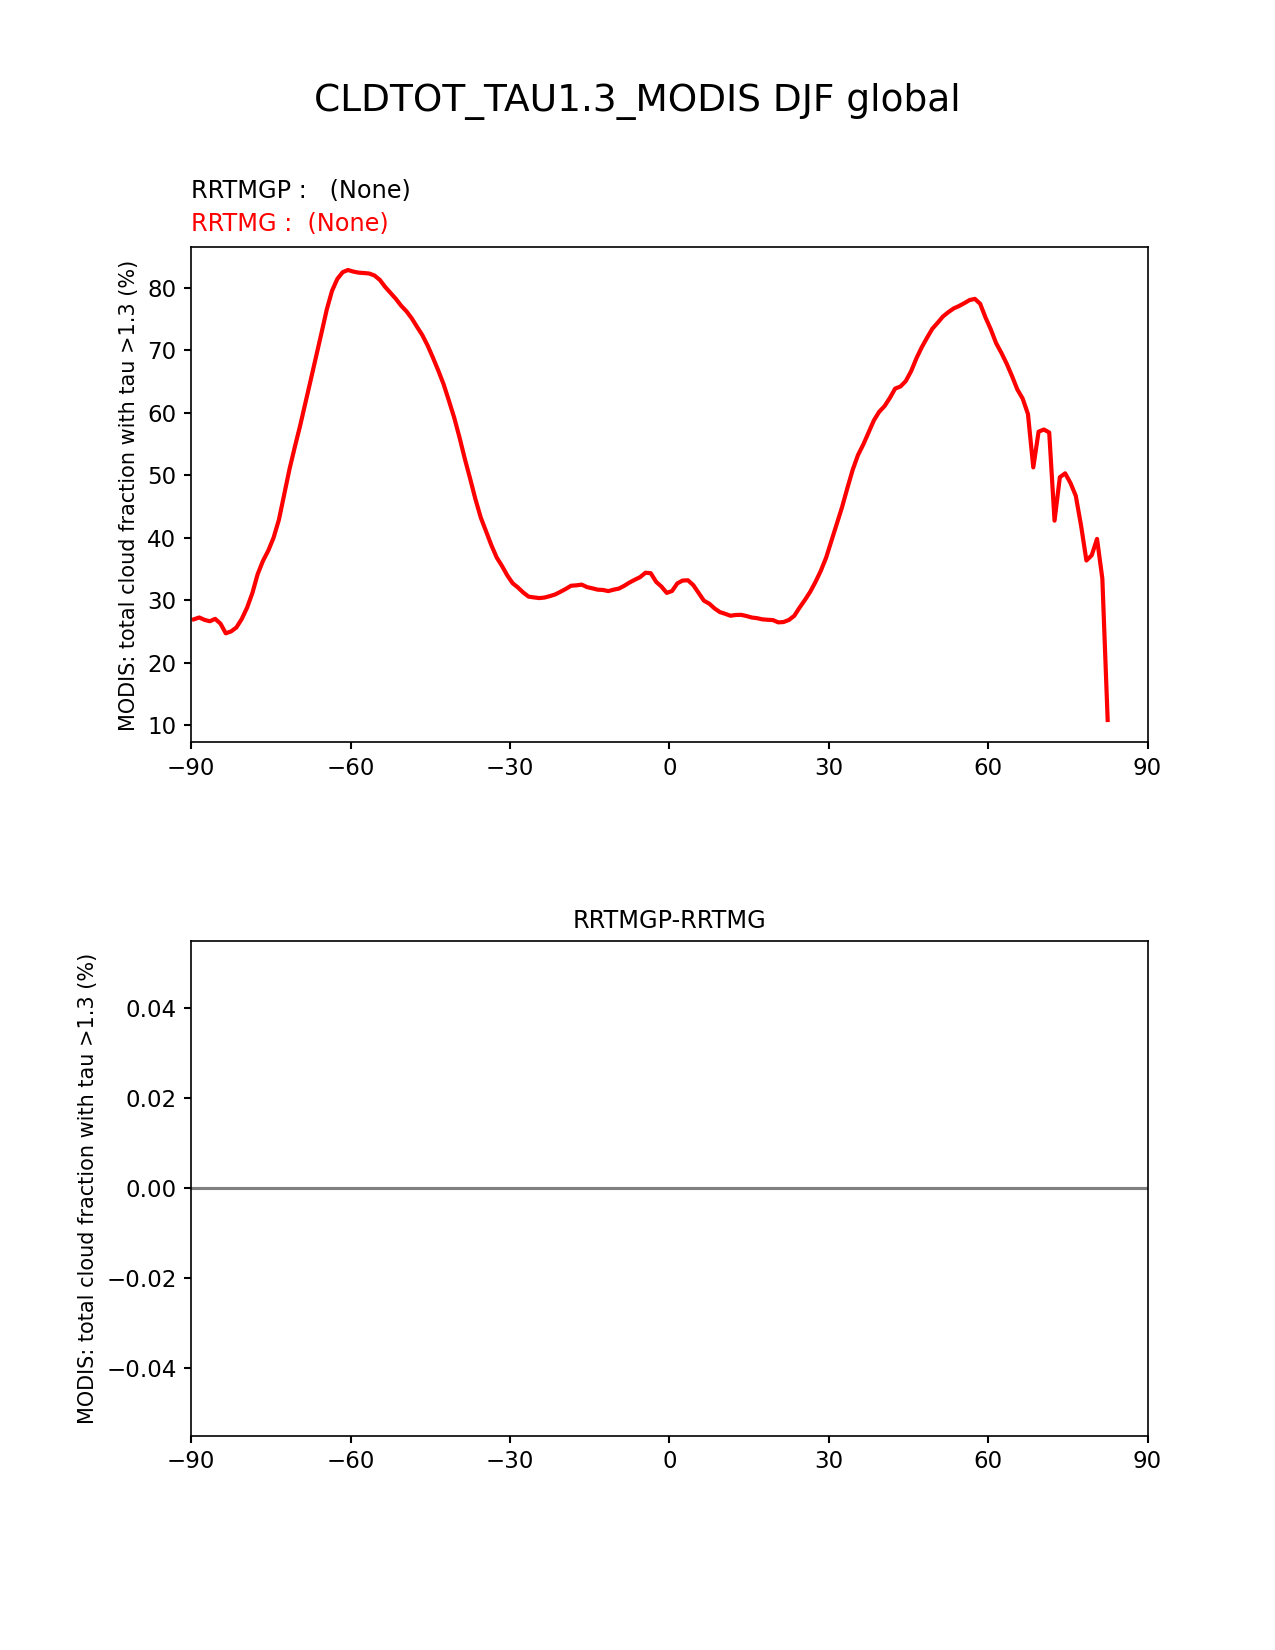 CLDTOT_TAU1.3_MODIS DJF global
RRTMGP :   (None)
RRTMG :  (None)
MODIS: total cloud fraction with tau >1.3 (%)
80
70
60
50
40
30
20
10
−90 −60 −30 0 30 60 90
RRTMGP-RRTMG
MODIS: total cloud fraction with tau >1.3 (%)
0.04
0.02
0.00
−0.02
−0.04
−90 −60 −30 0 30 60 90